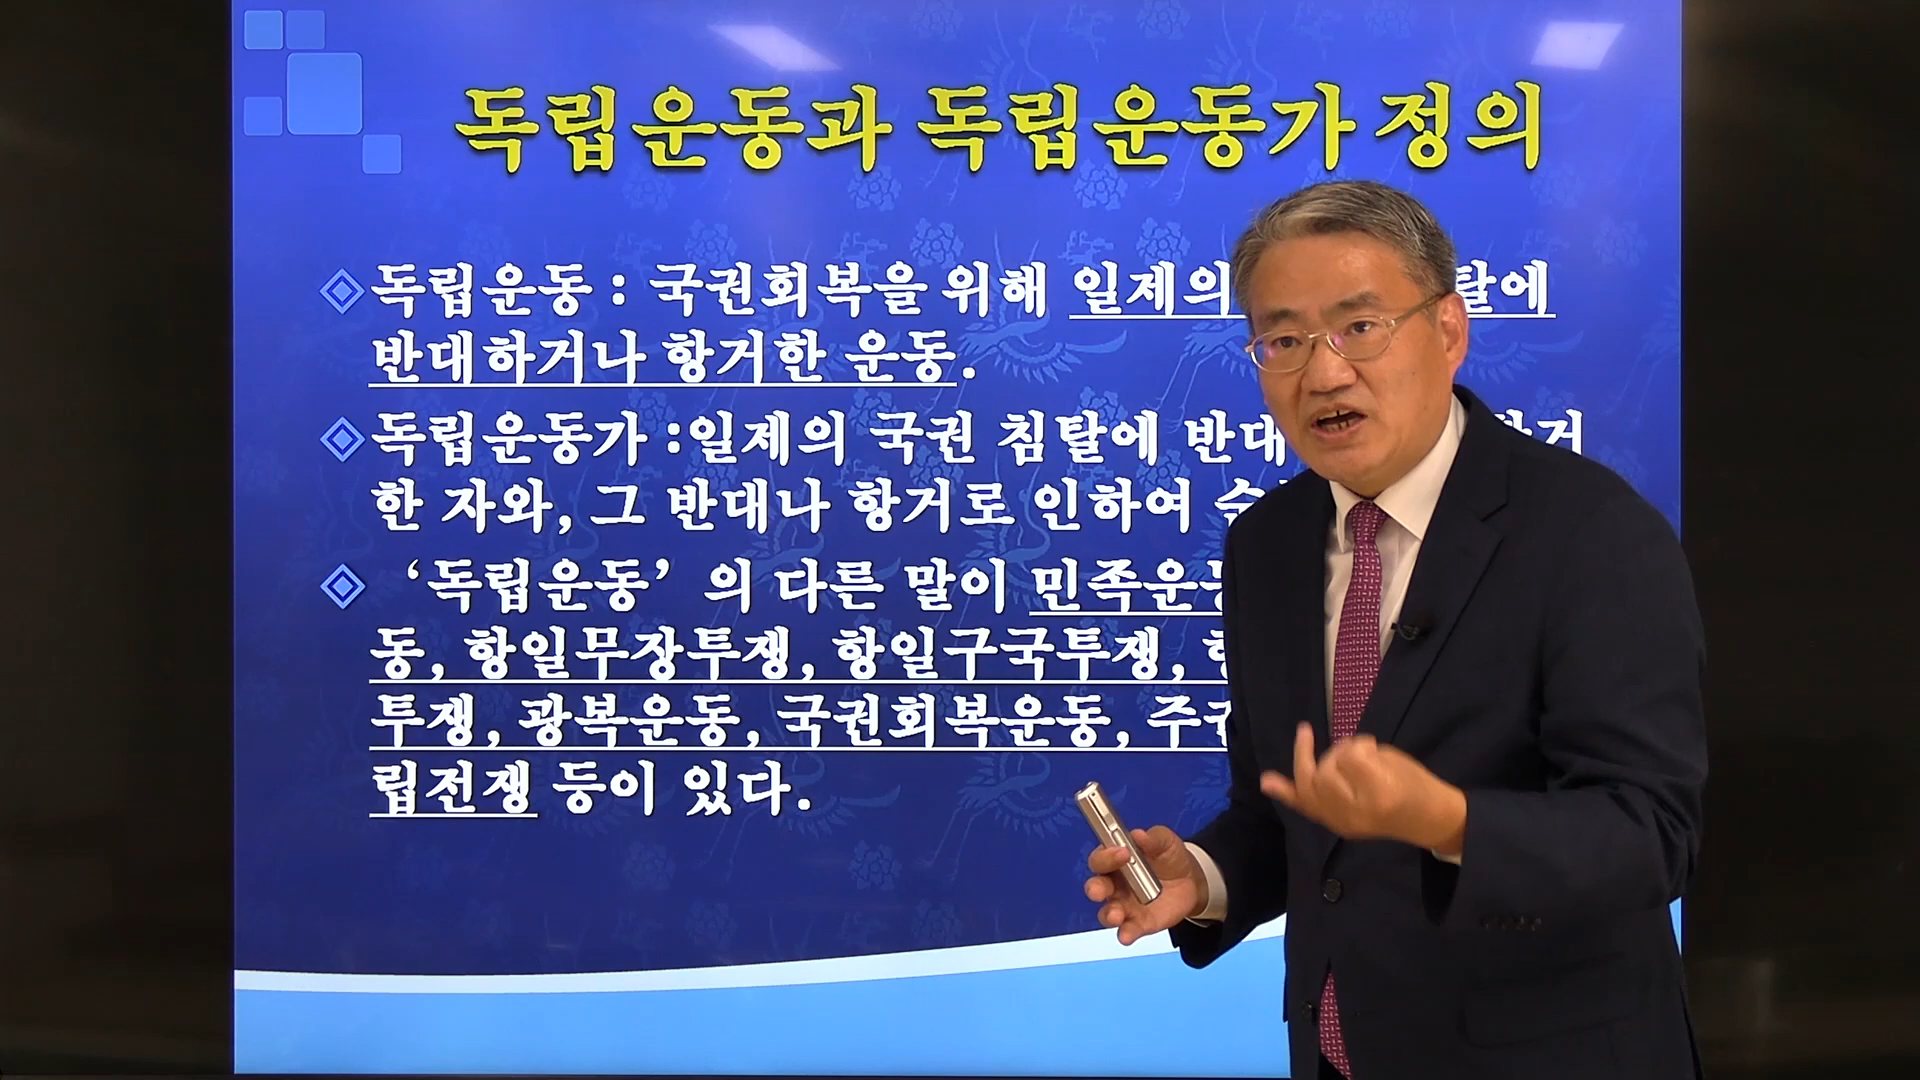 독립운동과 독립운동가 정의
독립운동 : 국권회복을 위해 일제의 탈에
반대하거나 항거한 운동.
독립운동가 :일제의 국권 침탈에 반대 항거
한 자와, 그 반대나 항거로 인하여
‘독립운동’ 의 다른 말이 민족운동
동, 항일무장투쟁, 항일구국투쟁,
투쟁, 광복운동, 국권회복운동,
립전쟁 등이 있다.